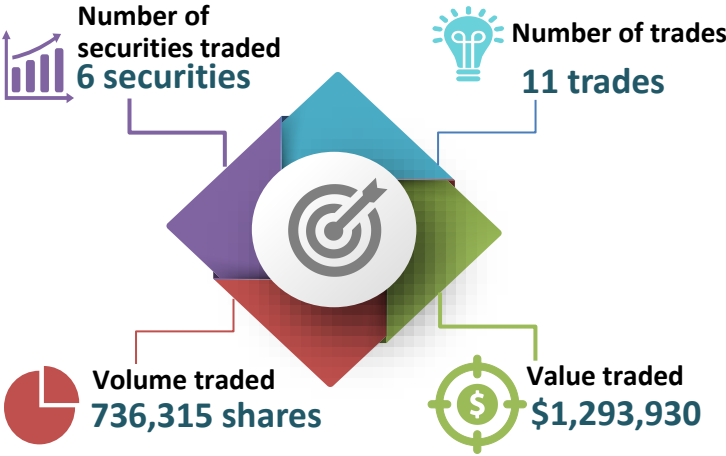 Number of
securities traded
6 securities
Number of trades
11 trades
Volume traded
736,315 shares
Value traded
$1,293,930
$